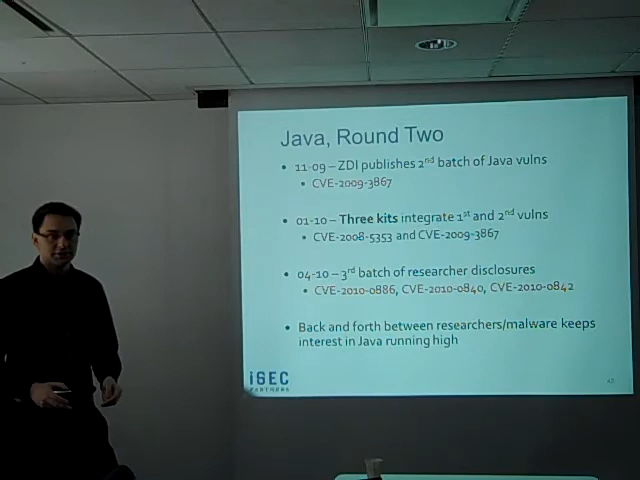 Java, Round Two
• 11-09 – ZDI publishes 2nd batch of Java vulns
• CVE-2009-3867
• 01-10 – Three kits integrate 1st and 2nd vulns
• CVE-2008-5353 and CVE-2009-3867
• 04-10 – 3rd batch of researcher disclosures
• CVE-2010-0886, CVE-2010-0840, CVE-2010-0842
• Back and forth between researchers/malware keeps
interest in Java running high
iSEC
PARTNERS